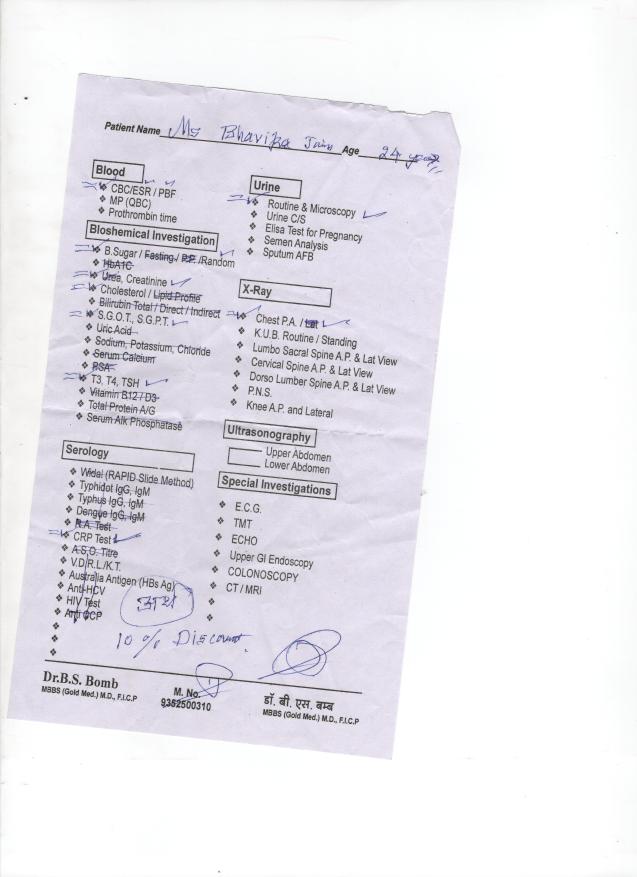 Patient Name Ms Bhavika Jain Age 24 years
Blood
CBC/ESR / PBF
MP (QBC)
Prothrombin time
Bioshemical Investigation
B.Sugar / Fasting / P.P. /Random
HbA1C
Urea, Creatinine
Cholesterol / Lipid Profile
Bilirubin Total / Direct / Indirect
S.G.O.T., S.G.P.T.
Uric Acid
Sodium, Potassium, Chloride
Serum Calcium
PSA
T3, T4, TSH
Vitamin B12 / D3
Total Protein A/G
Serum Alk Phosphatase
Serology
Widal (RAPID Slide Method)
Typhidot IgG, IgM
Typhus IgG, IgM
Dengue IgG, IgM
R.A. Test
CRP Test
A.S.O. Titre
V.D.R.L/K.T.
Australia Antigen (HBs Ag)
Anti-HCV
HIV Test
Anti CCP
Urine
Routine & Microscopy
Urine C/S
Elisa Test for Pregnancy
Semen Analysis
Sputum AFB
X-Ray
Chest P.A. / Lat
K.U.B. Routine / Standing
Lumbo Sacral Spine A.P. & Lat View
Cervical Spine A.P. & Lat View
Dorso Lumber Spine A.P. & Lat View
P.N.S.
Knee A.P. and Lateral
Ultrasonography
Upper Abdomen
Lower Abdomen
Special Investigations
E.C.G.
TMT
ECHO
Upper GI Endoscopy
COLONOSCOPY
CT / MRI
10 % Discount
Dr.B.S. Bomb
MBBS (Gold Med.) M.D., F.I.C.P
M. No.
9352500310
डॉ. बी. एस. बम्ब
MBBS (Gold Med.) M.D., F.I.C.P